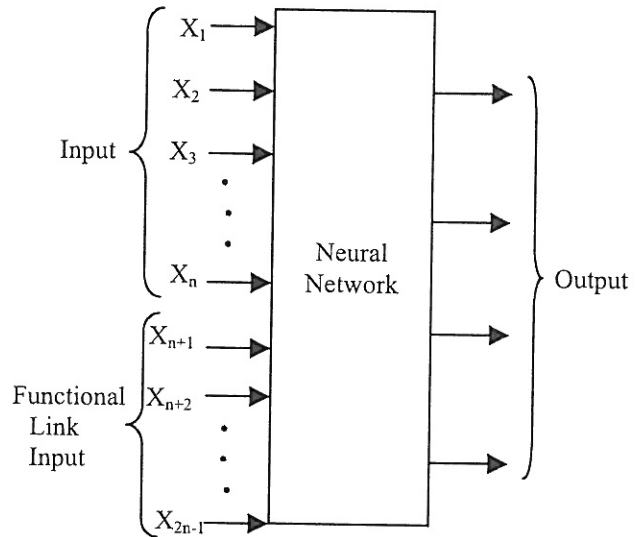 X1
X2
Input
X3
Xn
Neural
Network
Output
Xn+1
Functional
Link
Input
Xn+2
X2n-1